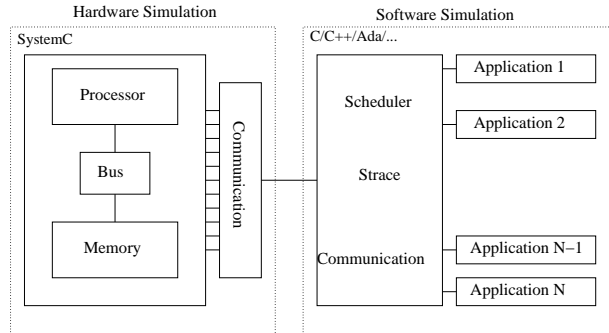 Hardware Simulation
SystemC
Processor
Bus
Memory
Communication
Software Simulation
C/C++/Ada/...
Scheduler
Strace
Communication
Application 1
Application 2
Application N−1
Application N